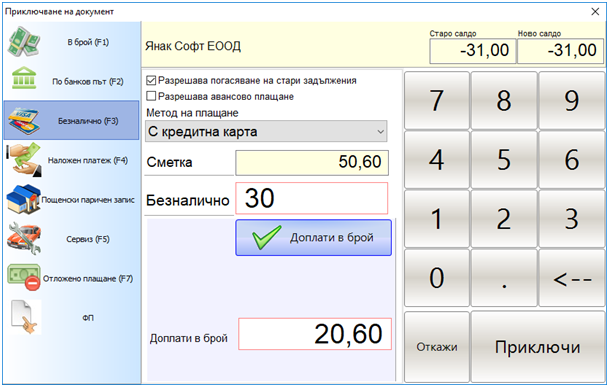 Приключване на документ
В брой (F1)
По банков път (F2)
Безналично (F3)
Наложен платеж (F4)
Пощенски паричен запис
Сервиз (F5)
Отложено плащане (F7)
ФП
Янак Софт ЕООД
Старо салдо
-31,00
Ново салдо
-31,00
Разрешава погасяване на стари задължения
Разрешава авансово плащане
Метод на плащане
С кредитна карта
Сметка
50,60
Безналично
30
Доплати в брой
Доплати в брой
20,60
7 8 9
4 5 6
1 2 3
0 . <--
Откажи
Приключи